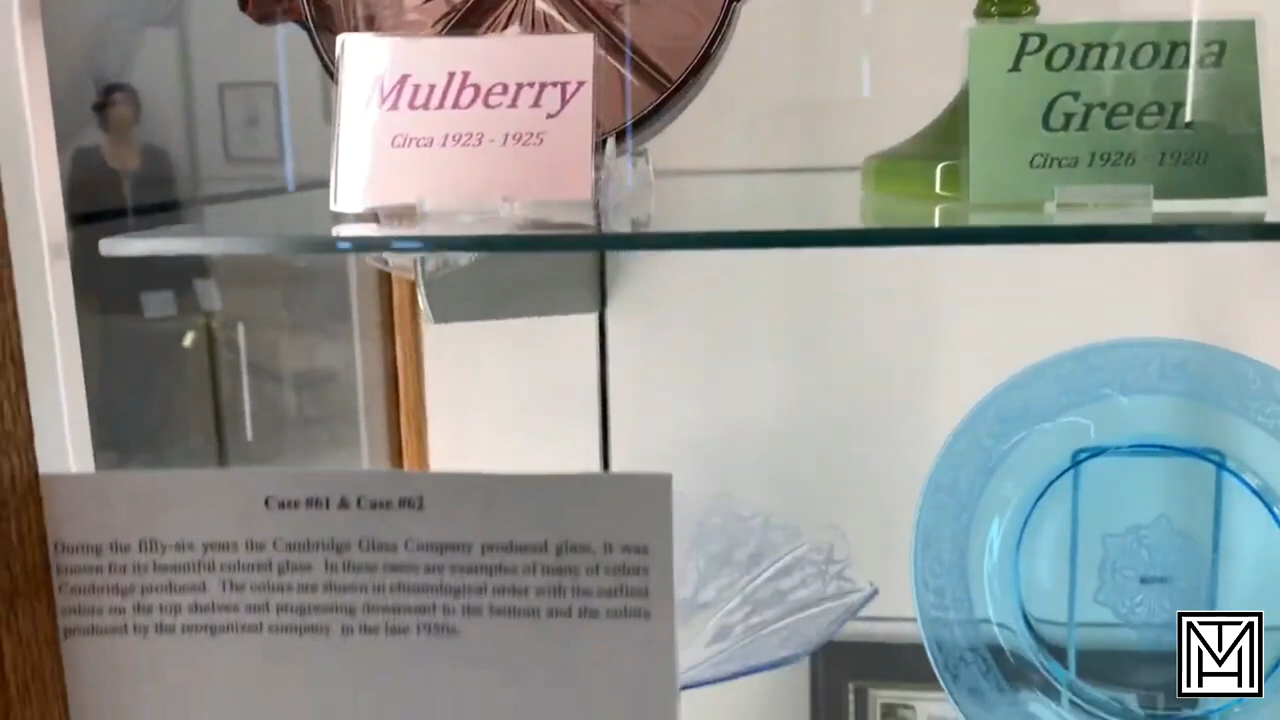 Mulberry
Circa 1923 - 1925
Pomona
Green
Circa 1926 - 1928
Case #61 & Case #62
During the fifty-six years the Cambridge Glass Company produced glass, it was
known for its beautiful colored glass. In these cases are examples of many of colors
Cambridge produced. The colors are shown in chronological order with the earliest
colors on the top shelves and progressing downward to the bottom and the colors
produced by the reorganized company in the late 1950s.